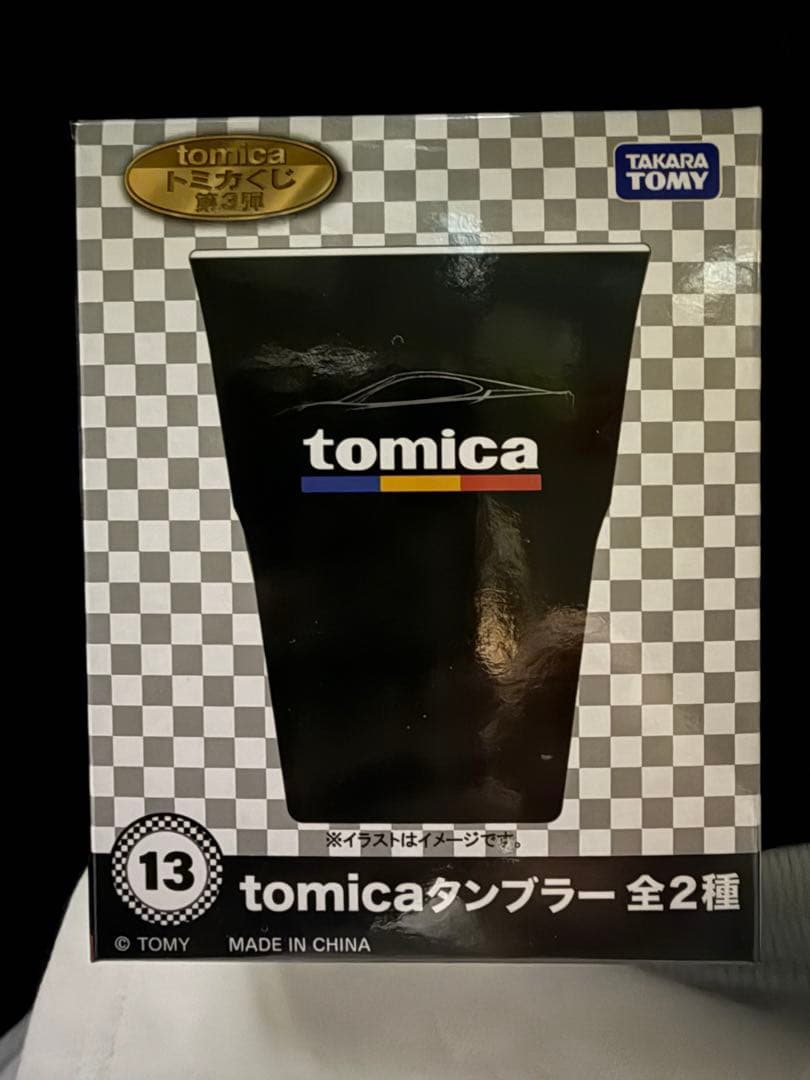 tomica
トミカくじ
第3弾
TAKARA
TOMY
tomica
※イラストはイメージです。
13
tomicaタンブラー 全2種
© TOMY MADE IN CHINA